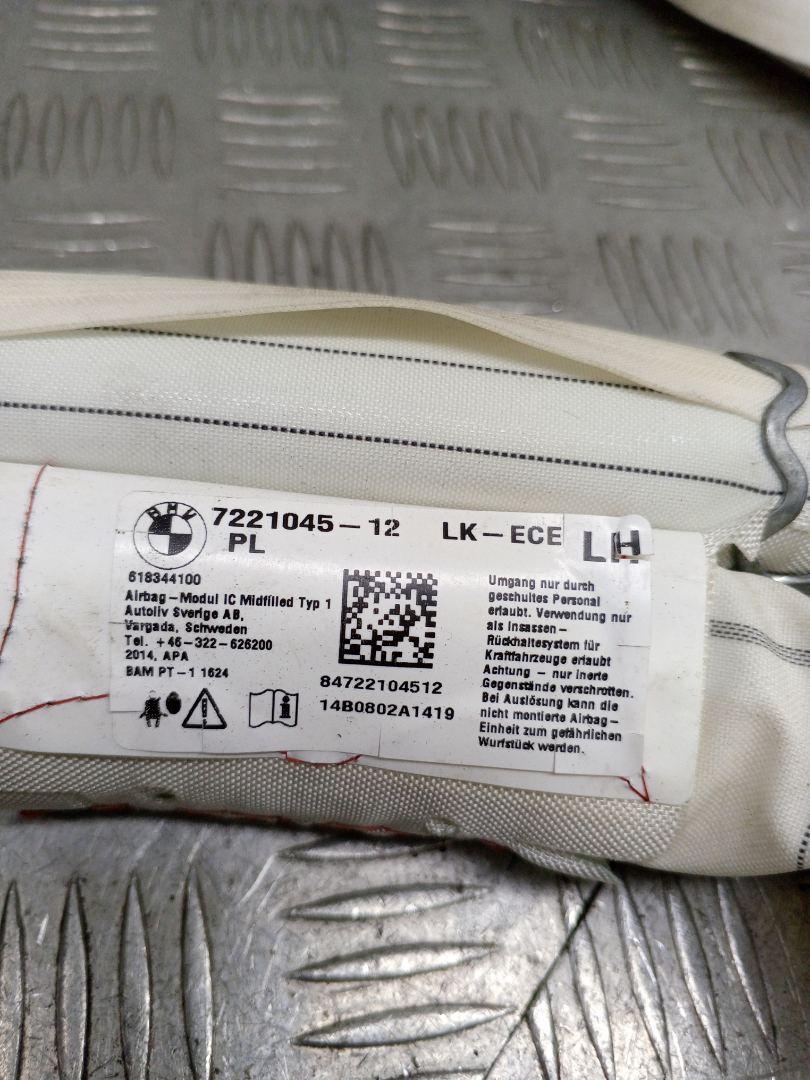 BMW
7221045-12 LK-ECE LH
PL
618344100
Airbag-Modul IC Midfilled Typ 1
Autoliv Sverige AB,
Vargada, Schweden
Tel. +46-322-626200
2014, APA
BAM PT-1 1624
84722104512
14B0802A1419
Umgang nur durch
geschultes Personal
erlaubt. Verwendung nur
als Insassen-
Rückhaltesystem für
Kraftfahrzeuge erlaubt
Achtung - nur inerte
Gegenstände verschrotten.
Bei Auslösung kann die
nicht montierte Airbag-
Einheit zum gefährlichen
Wurfstück werden.